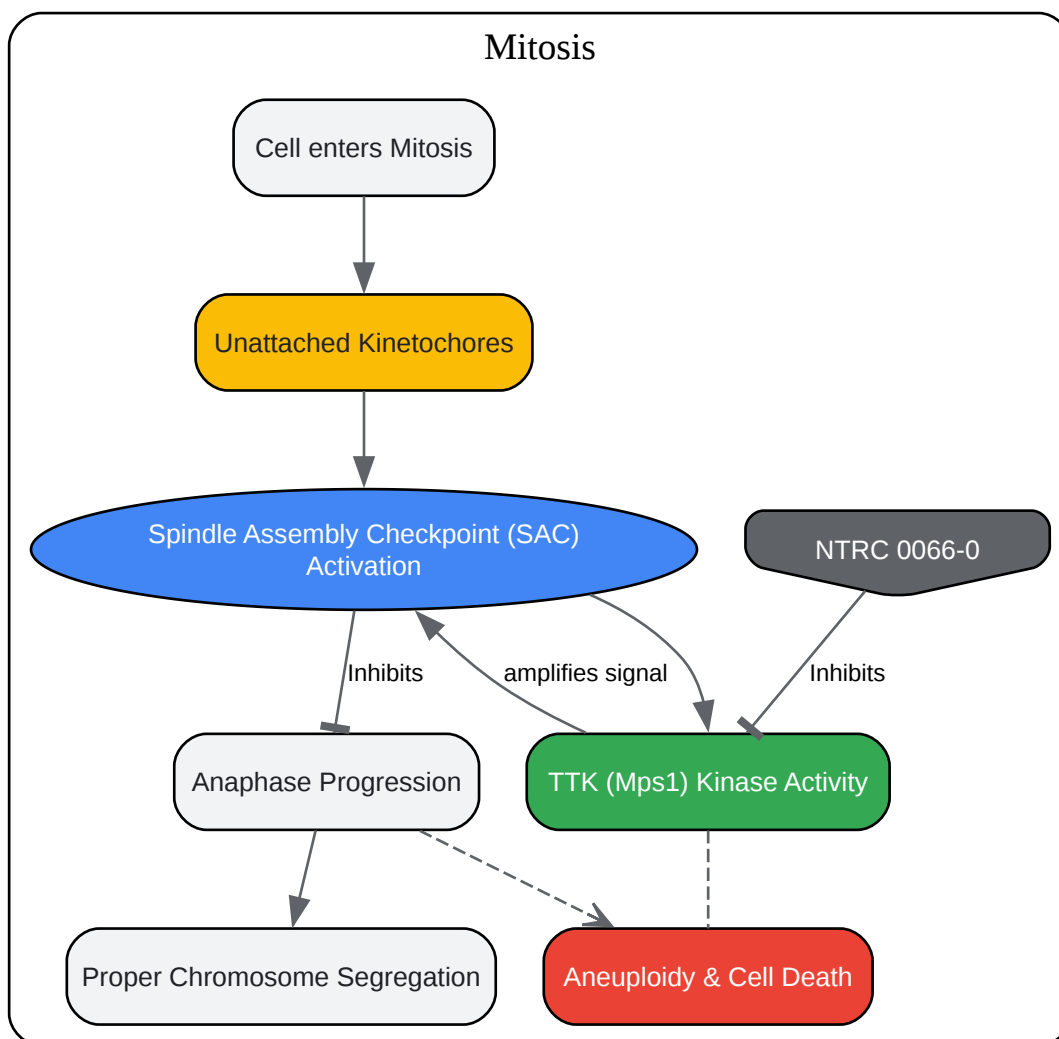 Mitosis
Cell enters Mitosis
Unattached Kinetochores
Spindle Assembly Checkpoint (SAC)
Activation
NTRC 0066-0
Inhibits
amplifies signal
Inhibits
Anaphase Progression
TTK (Mps1) Kinase Activity
Proper Chromosome Segregation
Aneuploidy & Cell Death